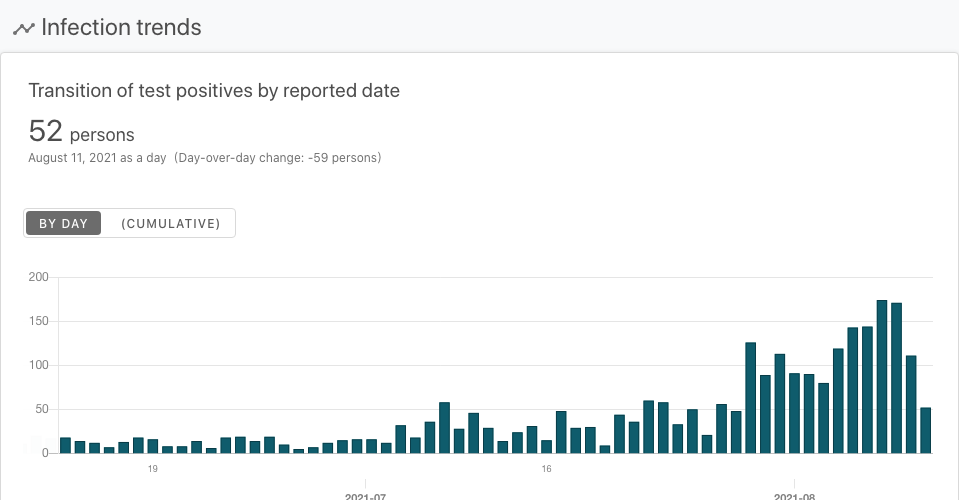 Infection trends
Transition of test positives by reported date
52 persons
August 11, 2021 as a day (Day-over-day change: -59 persons)
BY DAY (CUMULATIVE)
200
150
100
50
0
19 16
2021-07 2021-08